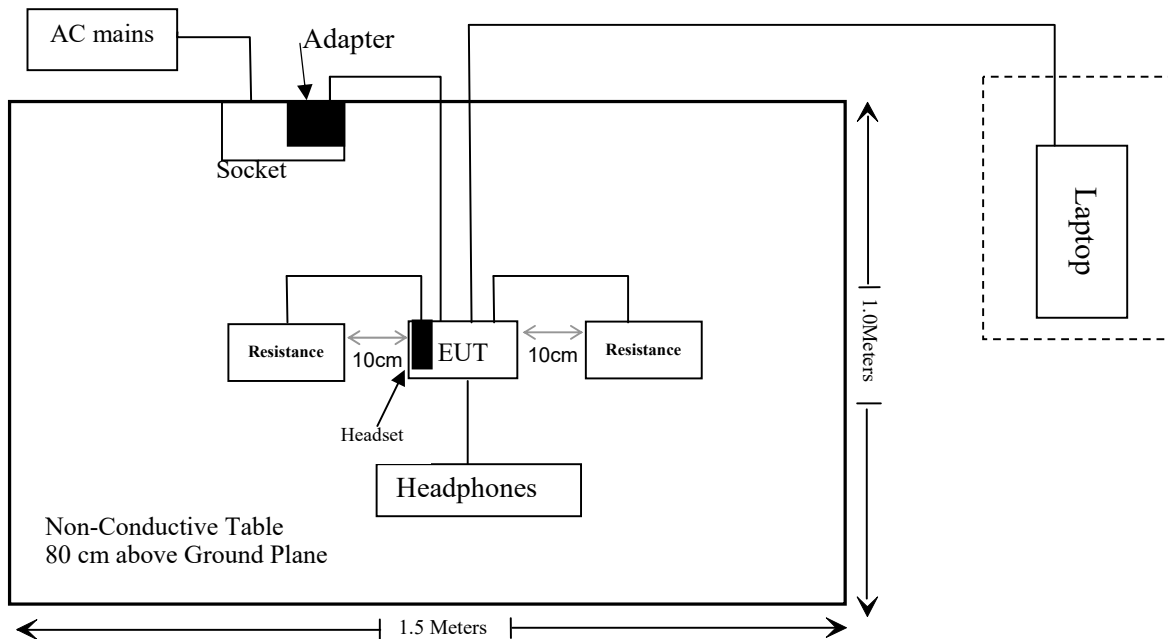 AC mains
Adapter
Socket
Laptop
Resistance
10cm
EUT
10cm
Resistance
1.0Meters
Headset
Headphones
Non-Conductive Table
80 cm above Ground Plane
1.5 Meters